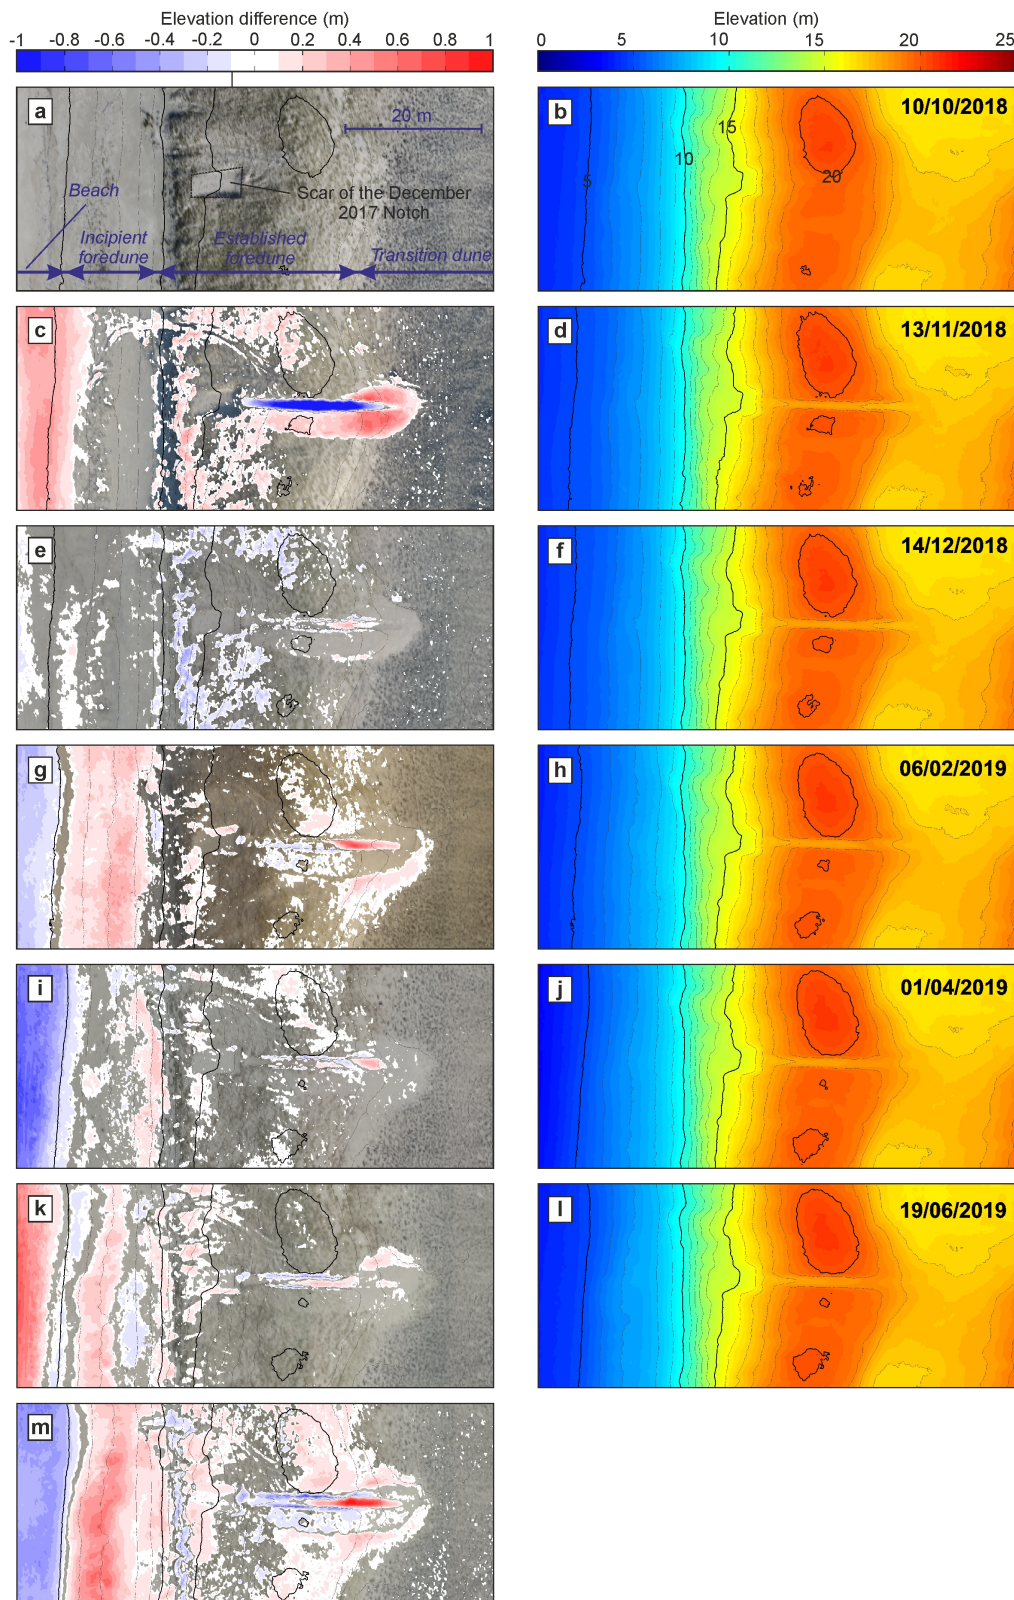 Elevation difference (m)
-1 -0.8 -0.6 -0.4 -0.2 0 0.2 0.4 0.6 0.8 1
Elevation (m)
0 5 10 15 20 25
a
20 m
Beach
Scar of the December
2017 Notch
Incipient
foredune
Established
foredune
Transition dune
b
10/10/2018
15
10
5
20
c
d
13/11/2018
e
f
14/12/2018
g
h
06/02/2019
i
j
01/04/2019
k
l
19/06/2019
m